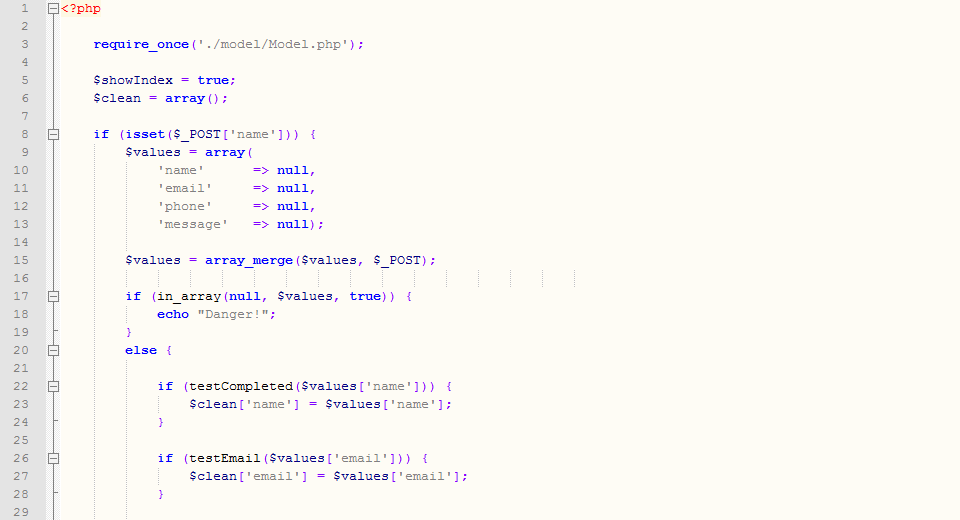 1 <?php
2
3     require_once('./model/Model.php');
4
5     $showIndex = true;
6     $clean = array();
7
8     if (isset($_POST['name'])) {
9         $values = array(
10             'name'      => null,
11             'email'     => null,
12             'phone'     => null,
13             'message'   => null);
14
15         $values = array_merge($values, $_POST);
16
17         if (in_array(null, $values, true)) {
18             echo "Danger!";
19         }
20         else {
21
22             if (testCompleted($values['name'])) {
23                 $clean['name'] = $values['name'];
24             }
25
26             if (testEmail($values['email'])) {
27                 $clean['email'] = $values['email'];
28             }
29